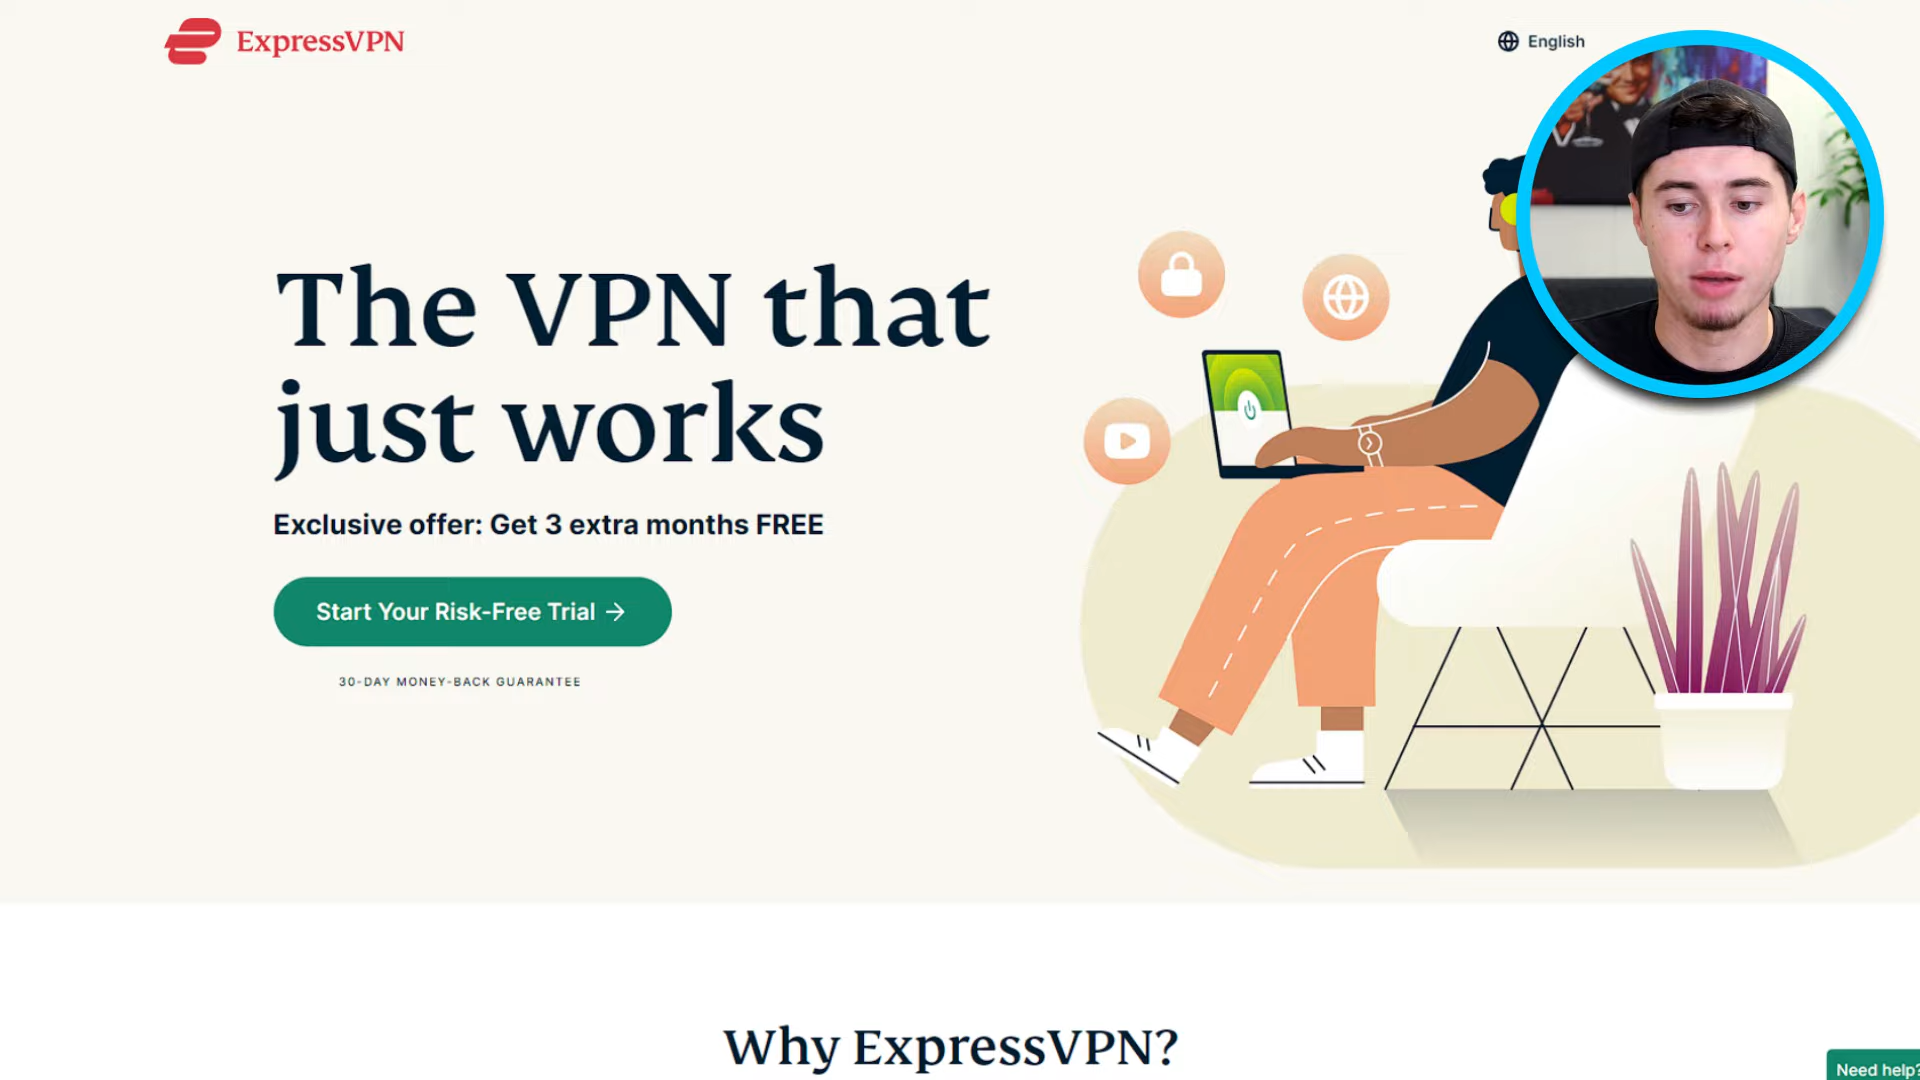 ExpressVPN
English
The VPN that
just works
Exclusive offer: Get 3 extra months FREE
Start Your Risk-Free Trial →
30-DAY MONEY-BACK GUARANTEE
Why ExpressVPN?
Need help?